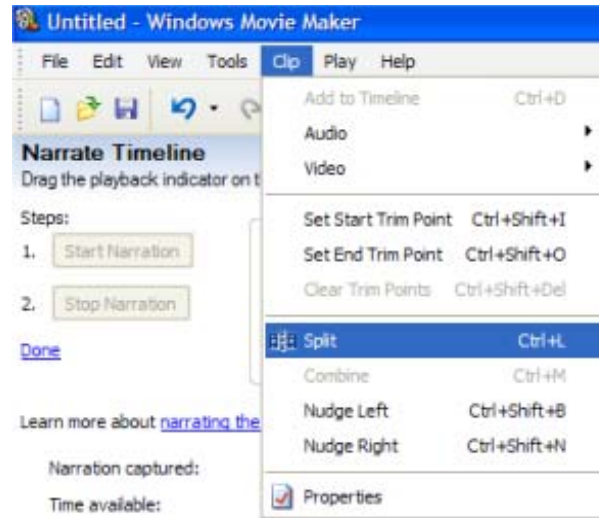 Untitled - Windows Movie Maker
File Edit View Tools Clip Play Help
Narrate Timeline
Drag the playback indicator on t
Steps:
1. Start Narration
2. Stop Narration
Done
Learn more about narrating the
Narration captured:
Time available:
Add to Timeline Ctrl+D
Audio
Video
Set Start Trim Point Ctrl+Shift+I
Set End Trim Point Ctrl+Shift+O
Clear Trim Points Ctrl+Shift+Del
Split Ctrl+L
Combine Ctrl+M
Nudge Left Ctrl+Shift+B
Nudge Right Ctrl+Shift+N
Properties